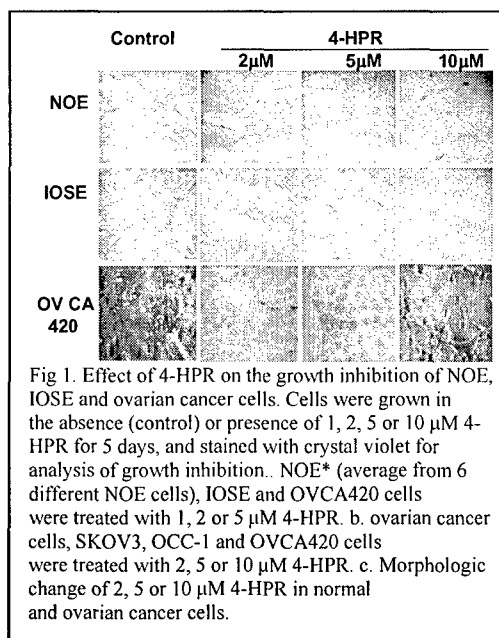 Control 4-HPR
2µM 5µM 10µM
NOE
IOSE
OV CA
420
Fig 1. Effect of 4-HPR on the growth inhibition of NOE,
IOSE and ovarian cancer cells. Cells were grown in
the absence (control) or presence of 1, 2, 5 or 10 µM 4-
HPR for 5 days, and stained with crystal violet for
analysis of growth inhibition.. NOE* (average from 6
different NOE cells), IOSE and OVCA420 cells
were treated with 1, 2 or 5 µM 4-HPR. b. ovarian cancer
cells, SKOV3, OCC-1 and OVCA420 cells
were treated with 2, 5 or 10 µM 4-HPR. c. Morphologic
change of 2, 5 or 10 µM 4-HPR in normal
and ovarian cancer cells.